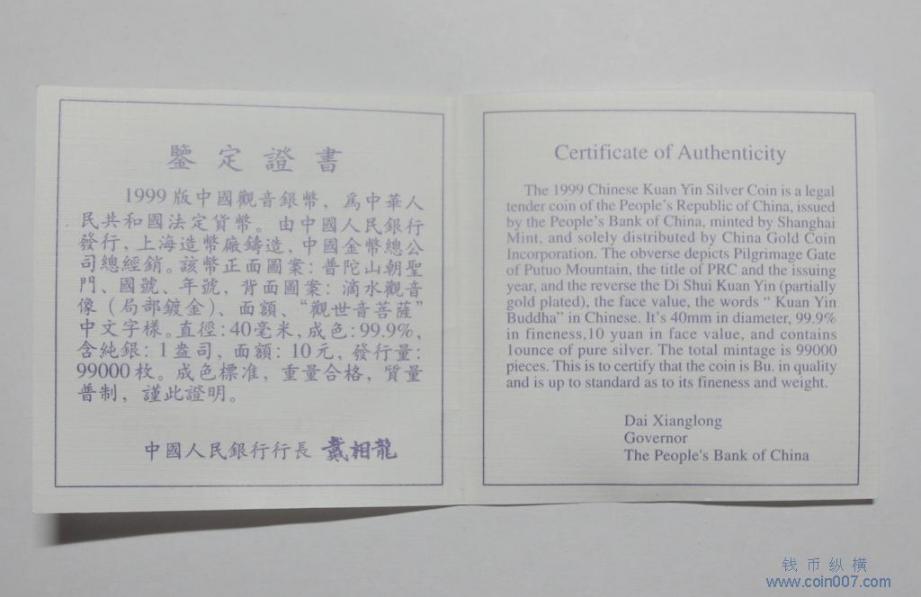 鑒定證書
1999版中國觀音銀幣，爲中華人
民共和國法定貨幣。由中國人民銀行
發行，上海造幣廠鑄造，中國金幣總公
司總經銷。該幣正面圖案：普陀山朝聖
門、國號、年號，背面圖案：滴水觀音
像（局部鍍金）、面額、“觀世音菩薩”
中文字樣。直徑：40毫米，成色：99.9%，
含純銀：1盎司，面額：10元，發行量：
99000枚。成色標准，重量合格，質量
普制，謹此證明。
中國人民銀行行長 戴相龍
Certificate of Authenticity
The 1999 Chinese Kuan Yin Silver Coin is a legal
tender coin of the People's Republic of China, issued
by the People's Bank of China, minted by Shanghai
Mint, and solely distributed by China Gold Coin
Incorporation. The obverse depicts Pilgrimage Gate
of Putuo Mountain, the title of PRC and the issuing
year, and the reverse the Di Shui Kuan Yin (partially
gold plated), the face value, the words “ Kuan Yin
Buddha” in Chinese. It's 40mm in diameter, 99.9%
in fineness,10 yuan in face value, and contains
1ounce of pure silver. The total mintage is 99000
pieces. This is to certify that the coin is Bu. in quality
and is up to standard as to its fineness and weight.
Dai Xianglong
Governor
The People's Bank of China
钱币纵横
www.coin007.com